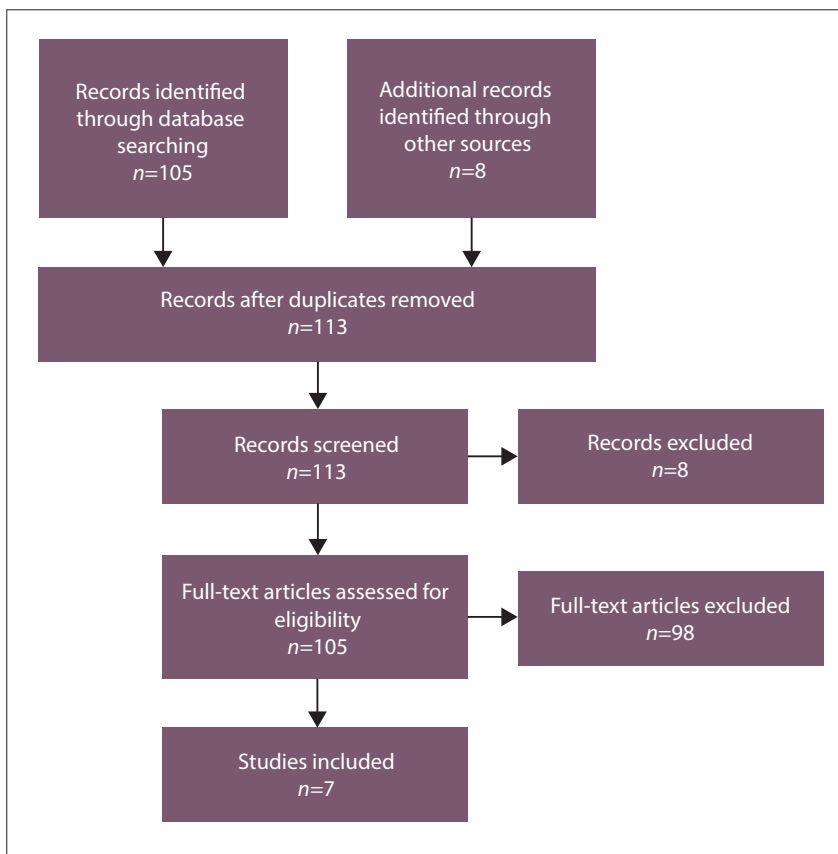 Records identified
through database
searching
n=105
Additional records
identified through
other sources
n=8
Records after duplicates removed
n=113
Records screened
n=113
Records excluded
n=8
Full-text articles assessed for
eligibility
n=105
Full-text articles excluded
n=98
Studies included
n=7